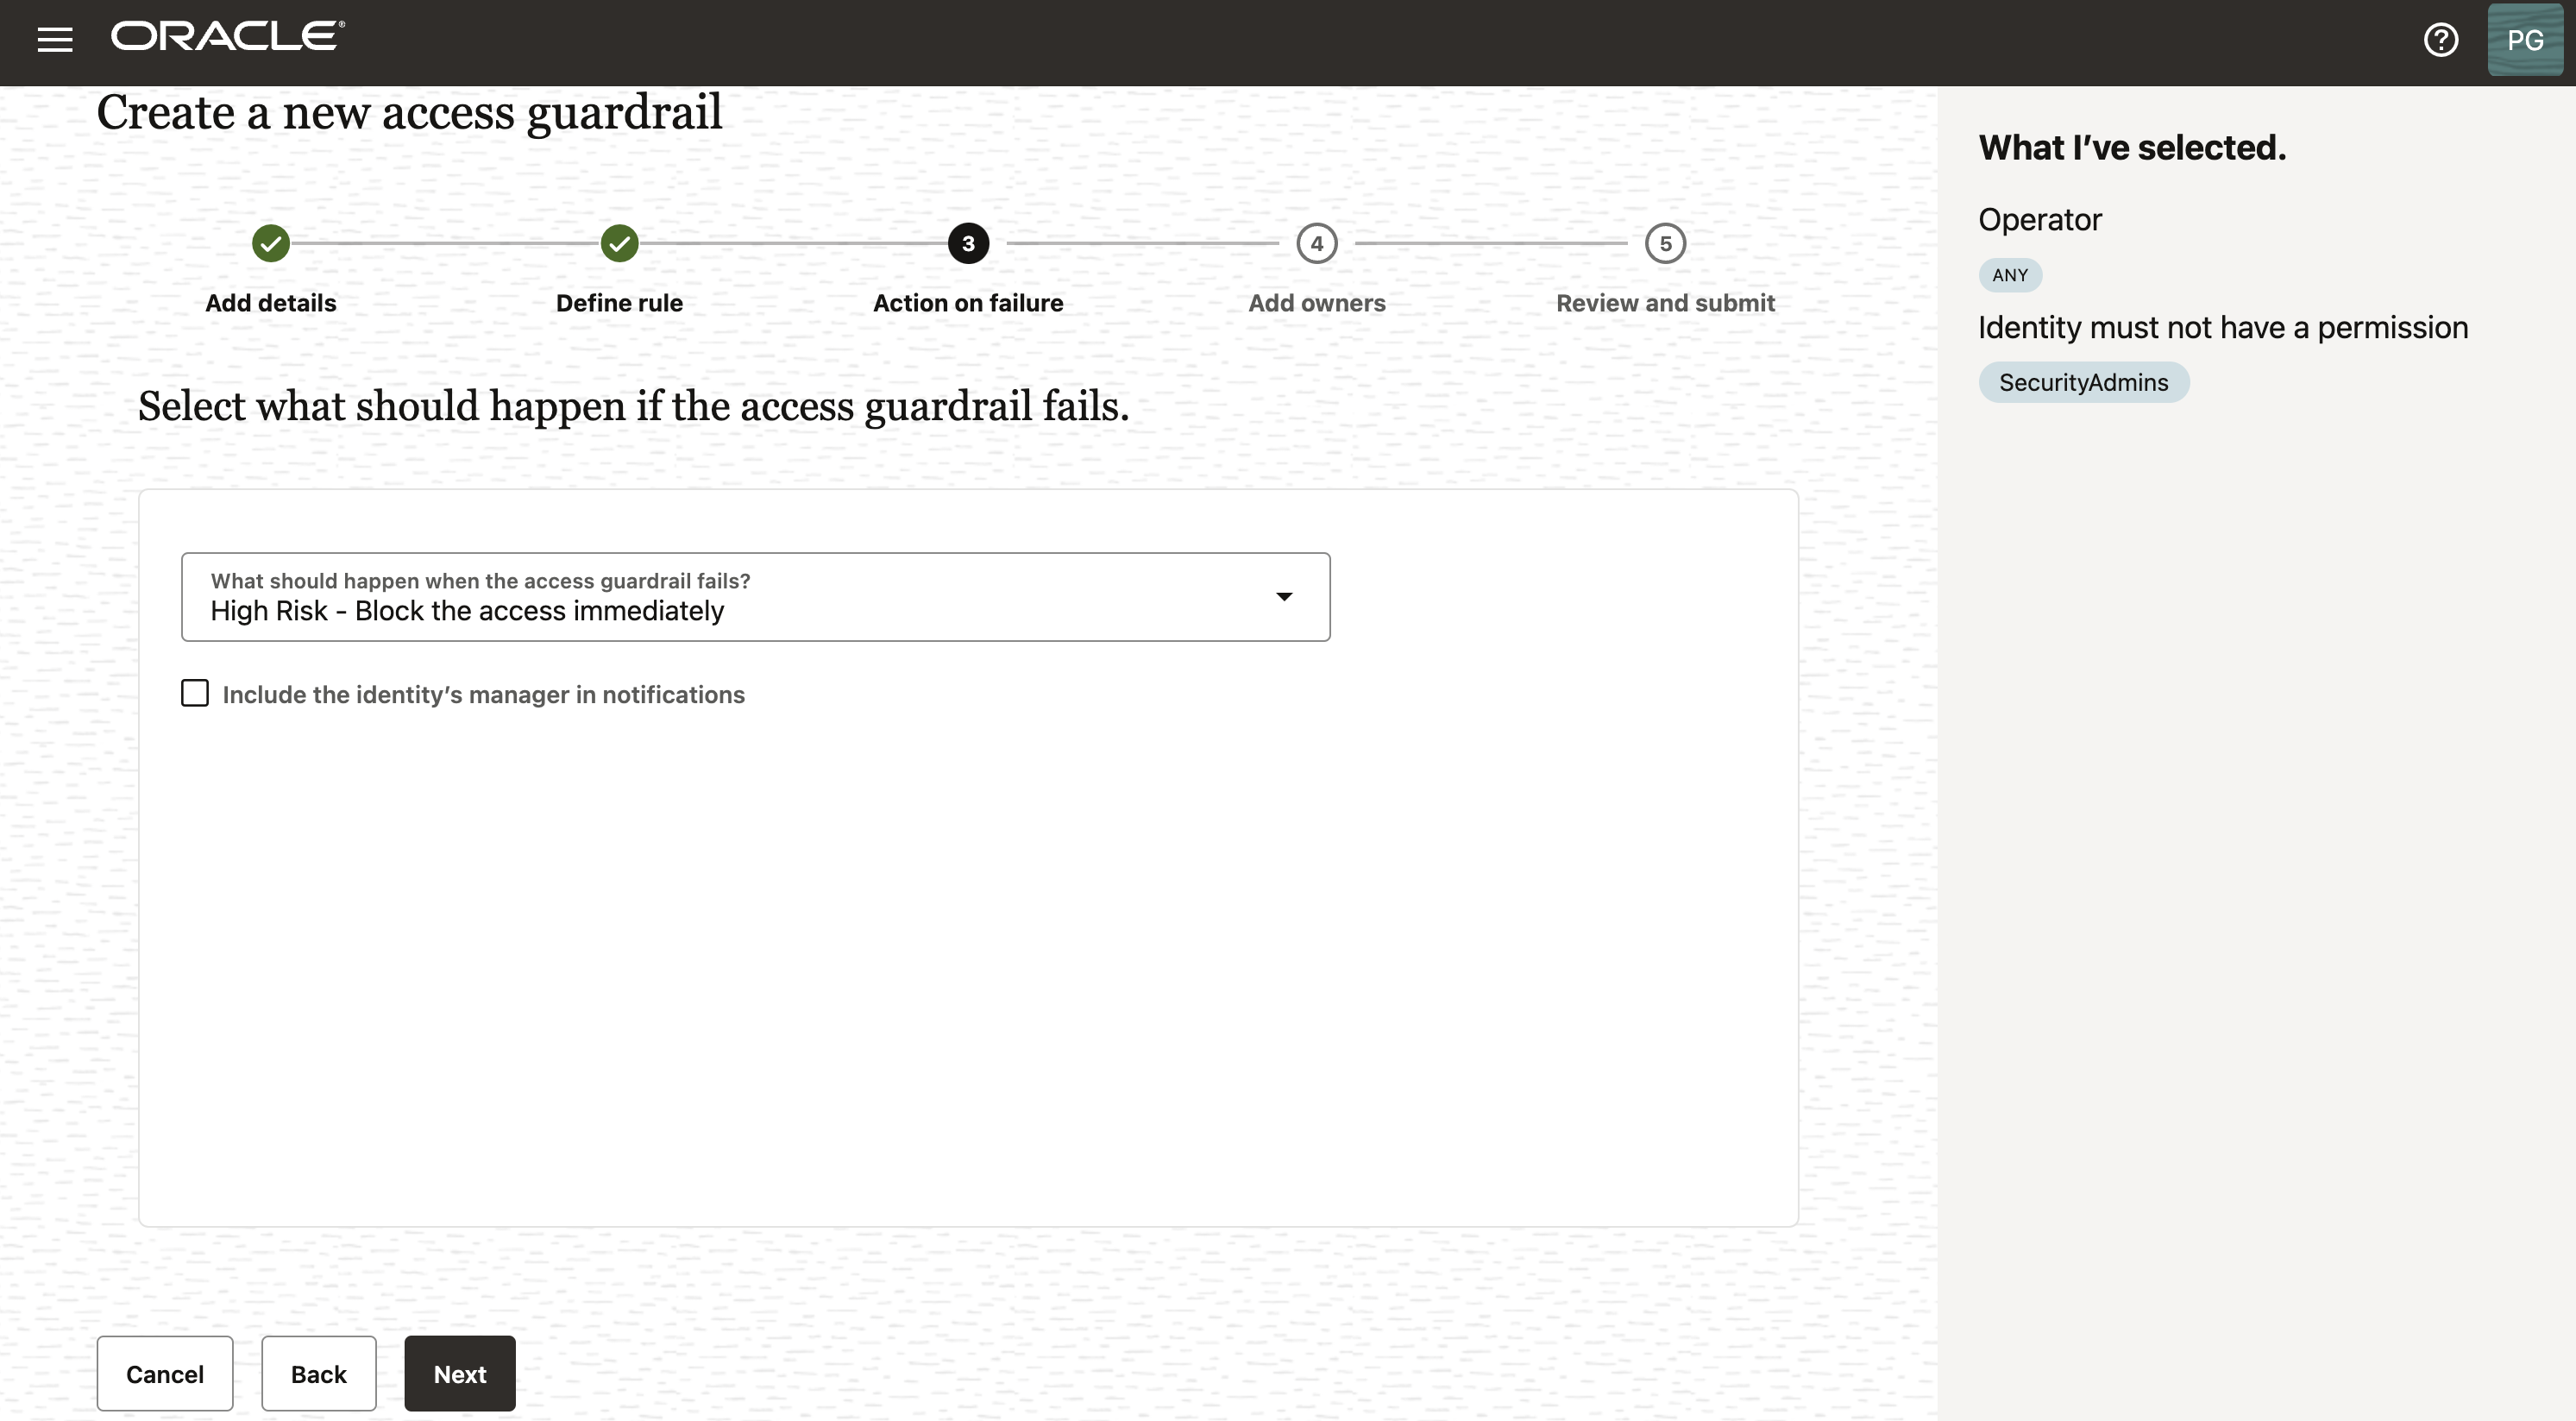 ORACLE
PG
Create a new access guardrail
3
4
5
Add details
Define rule
Action on failure
Add owners
Review and submit
Select what should happen if the access guardrail fails.
What should happen when the access guardrail fails?
High Risk - Block the access immediately
Include the identity’s manager in notifications
Cancel
Back
Next
What I’ve selected.
Operator
ANY
Identity must not have a permission
SecurityAdmins